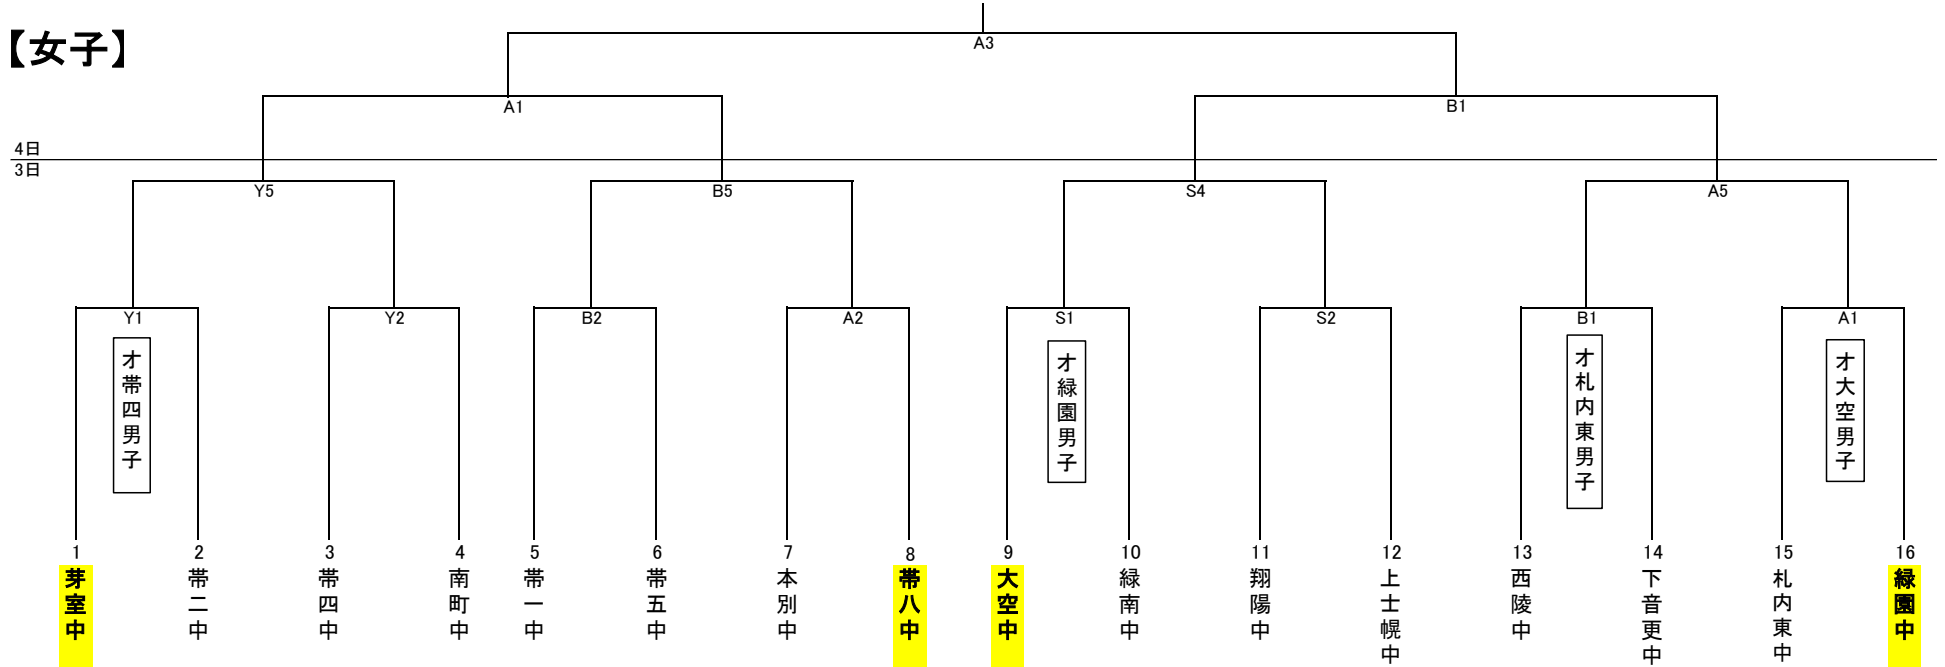 【女子】
A3
A1
B1
4日
3日
Y5
B5
S4
A5
Y1
Y2
B2
A2
S1
S2
B1
A1
オ帯四男子
オ緑園男子
オ札内東男子
オ大空男子
1
2
3
4
5
6
7
8
9
10
11
12
13
14
15
16
芽室中
帯二中
帯四中
南町中
帯一中
帯五中
本別中
帯八中
大空中
緑南中
翔陽中
上士幌中
西陵中
下音更中
札内東中
緑園中